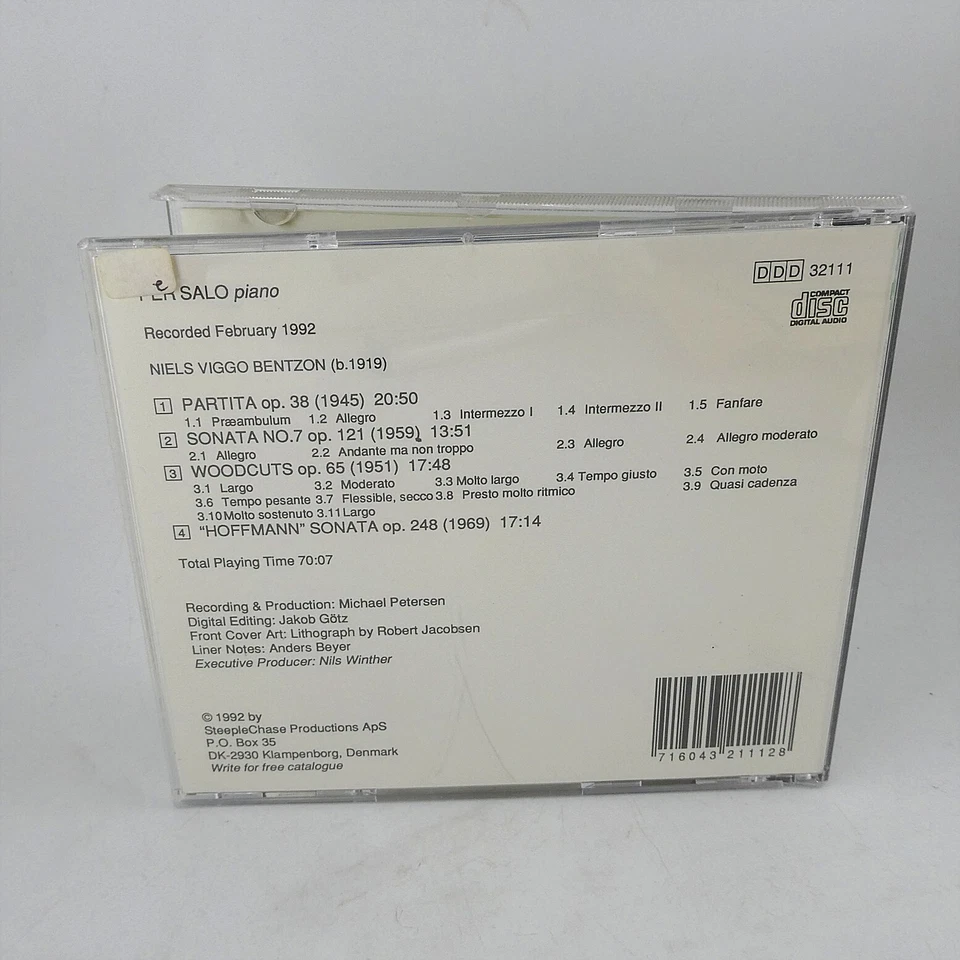 e
PER SALO piano
DDD 32111
COMPACT
disc
DIGITAL AUDIO
Recorded February 1992
NIELS VIGGO BENTZON (b.1919)
1 PARTITA op. 38 (1945) 20:50
1.1 Præambulum 1.2 Allegro 1.3 Intermezzo I 1.4 Intermezzo II 1.5 Fanfare
2 SONATA NO.7 op. 121 (1959) 13:51
2.1 Allegro 2.2 Andante ma non troppo 2.3 Allegro 2.4 Allegro moderato
3 WOODCUTS op. 65 (1951) 17:48
3.1 Largo 3.2 Moderato 3.3 Molto largo 3.4 Tempo giusto 3.5 Con moto
3.6 Tempo pesante 3.7 Flessible, secco 3.8 Presto molto ritmico 3.9 Quasi cadenza
3.10 Molto sostenuto 3.11 Largo
4 “HOFFMANN” SONATA op. 248 (1969) 17:14
Total Playing Time 70:07
Recording & Production: Michael Petersen
Digital Editing: Jakob Götz
Front Cover Art: Lithograph by Robert Jacobsen
Liner Notes: Anders Beyer
Executive Producer: Nils Winther
© 1992 by
SteepleChase Productions ApS
P.O. Box 35
DK-2930 Klampenborg, Denmark
Write for free catalogue
716043 211128